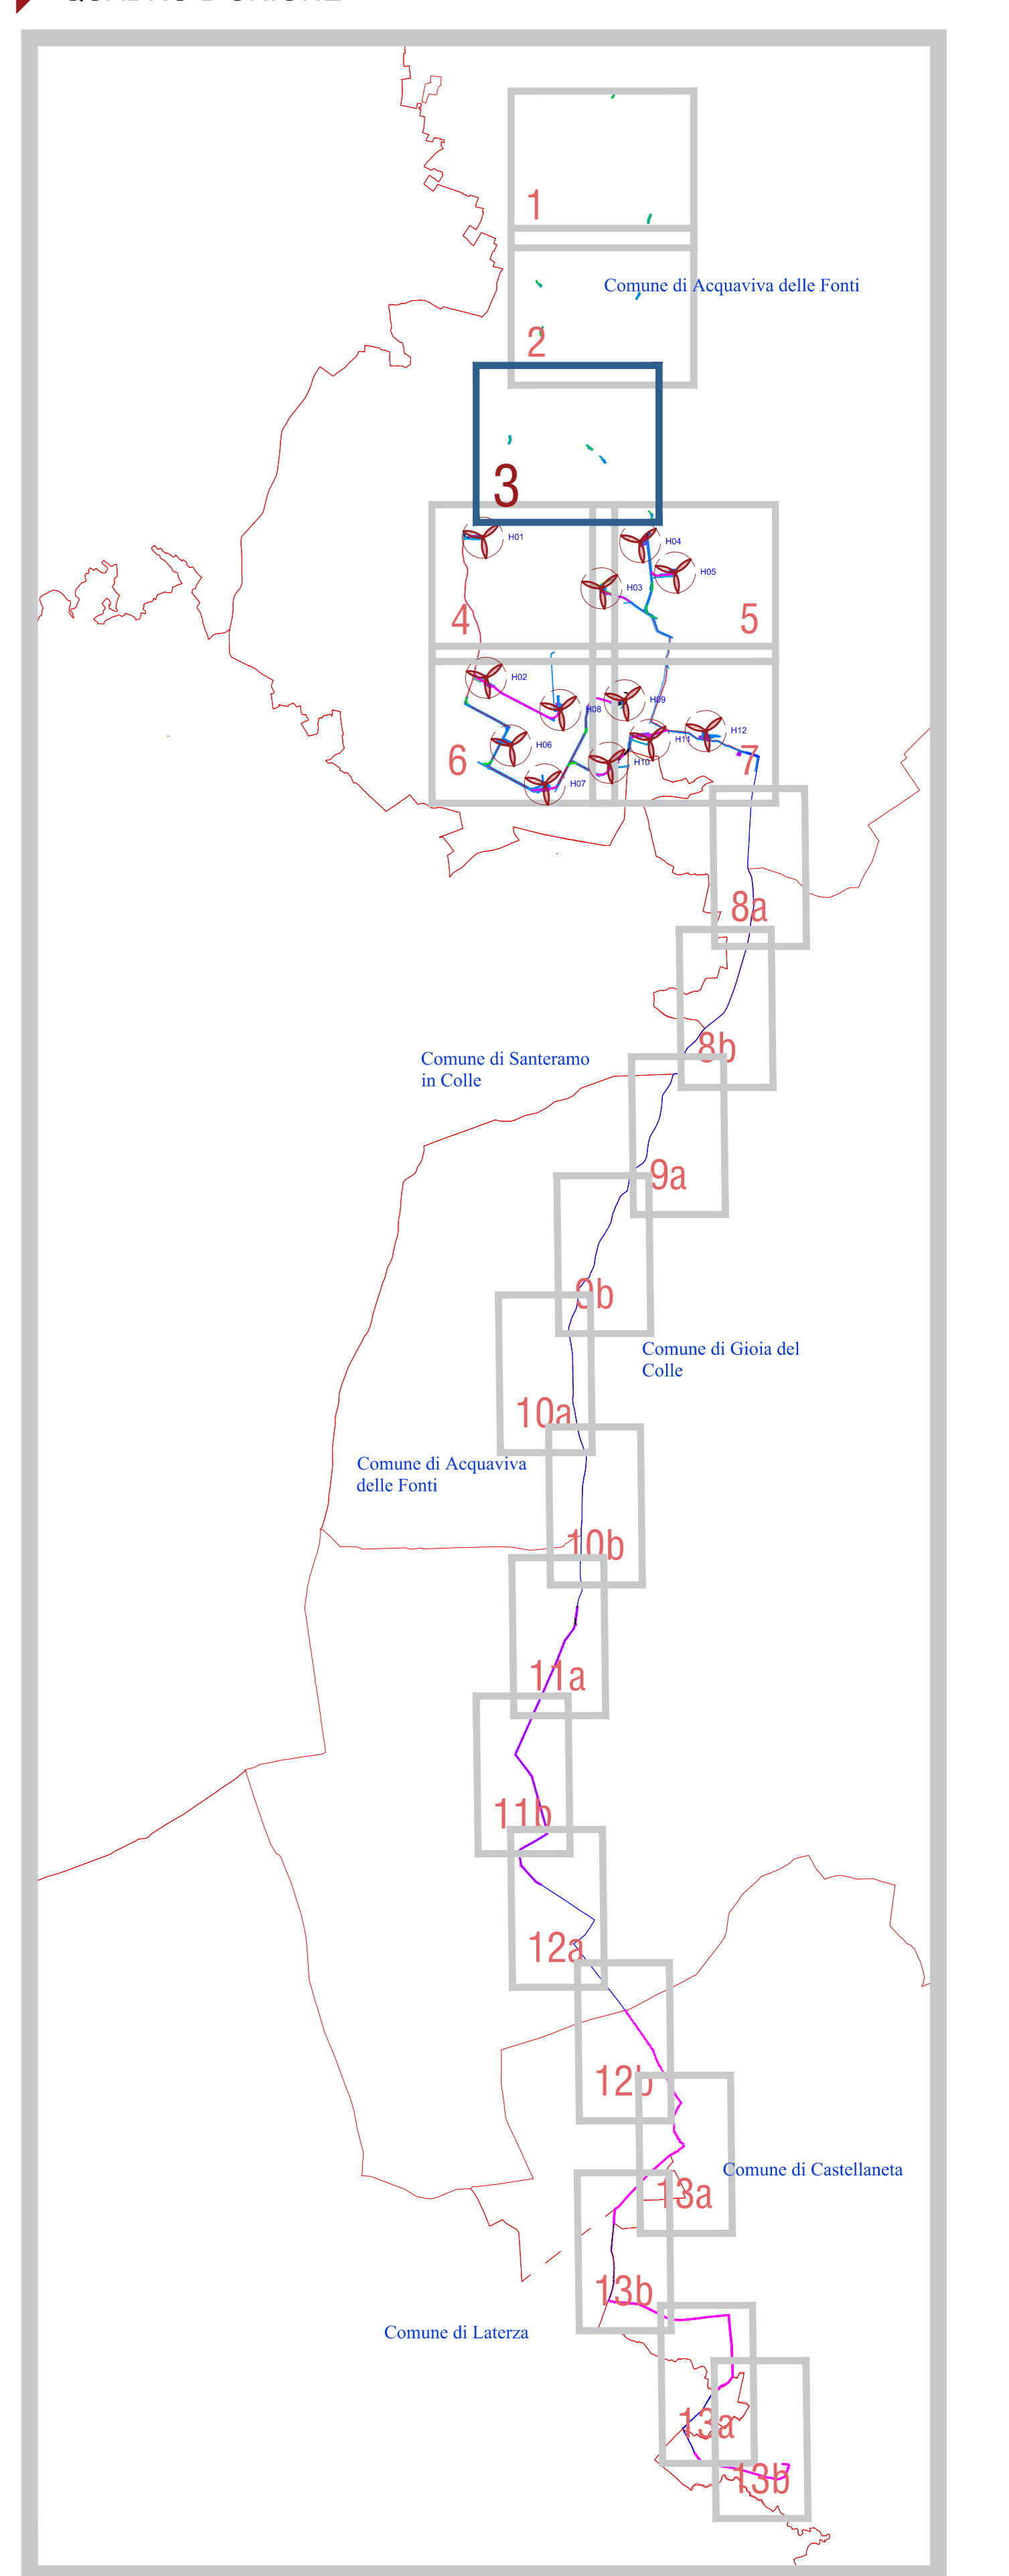 1
Comune di Acquaviva delle Fonti
2
3
H01
H04
H05
H03
4
5
H02
H09
H08
H12
H11
H06
6
7
H10
H07
8a
8b
Comune di Santeramo
in Colle
9a
9b
Comune di Gioia del
Colle
10a
Comune di Acquaviva
delle Fonti
10b
11a
11b
12a
12b
Comune di Castellaneta
13a
13b
Comune di Laterza
13a
13b